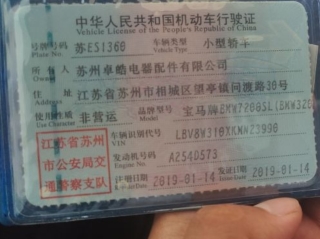 中华人民共和国机动车行驶证
Vehicle License of the People's Republic of China
号牌号码 苏E51360 车辆类型 小型轿车
Plate No. Vehicle Type
所有人 苏州卓皓电器配件有限公司
Owner
住址 江苏省苏州市相城区望亭镇问渡路38号
Address
使用性质 非营运 品牌型号 宝马牌BMW7200SL(BMW320
Use Character Model
江苏省苏州
市公安局交
通警察支队
车辆识别代号 LBV8W3100KMW23996
VIN
发动机号码 A2540573
Engine No.
注册日期 2019-01-14 发证日期 2019-01-14
Register Date Issue Date